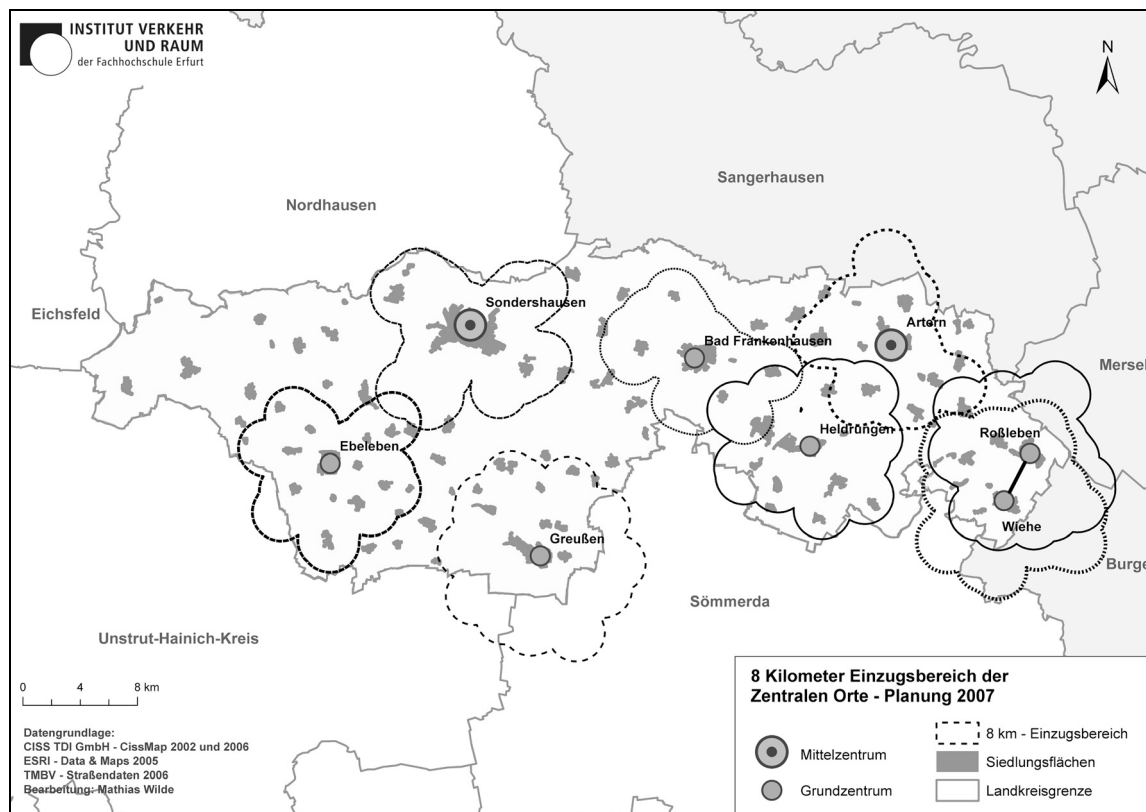 INSTITUT VERKEHR
UND RAUM
der Fachhochschule Erfurt
N
Sangerhausen
Nordhausen
Eichsfeld
Sondershausen
Artern
Bad Frankenhausen
Mersel
Heldrungen
Roßleben
Ebeleben
Wiehe
Greußen
Burge
Sömmerda
Unstrut-Hainich-Kreis
0 4 8 km
Datengrundlage:
CISS TDI GmbH - CissMap 2002 und 2006
ESRI - Data & Maps 2005
TMBV - Straßendaten 2006
Bearbeitung: Mathias Wilde
8 Kilometer Einzugsbereich der
Zentralen Orte - Planung 2007
Mittelzentrum
Grundzentrum
8 km - Einzugsbereich
Siedlungsflächen
Landkreisgrenze